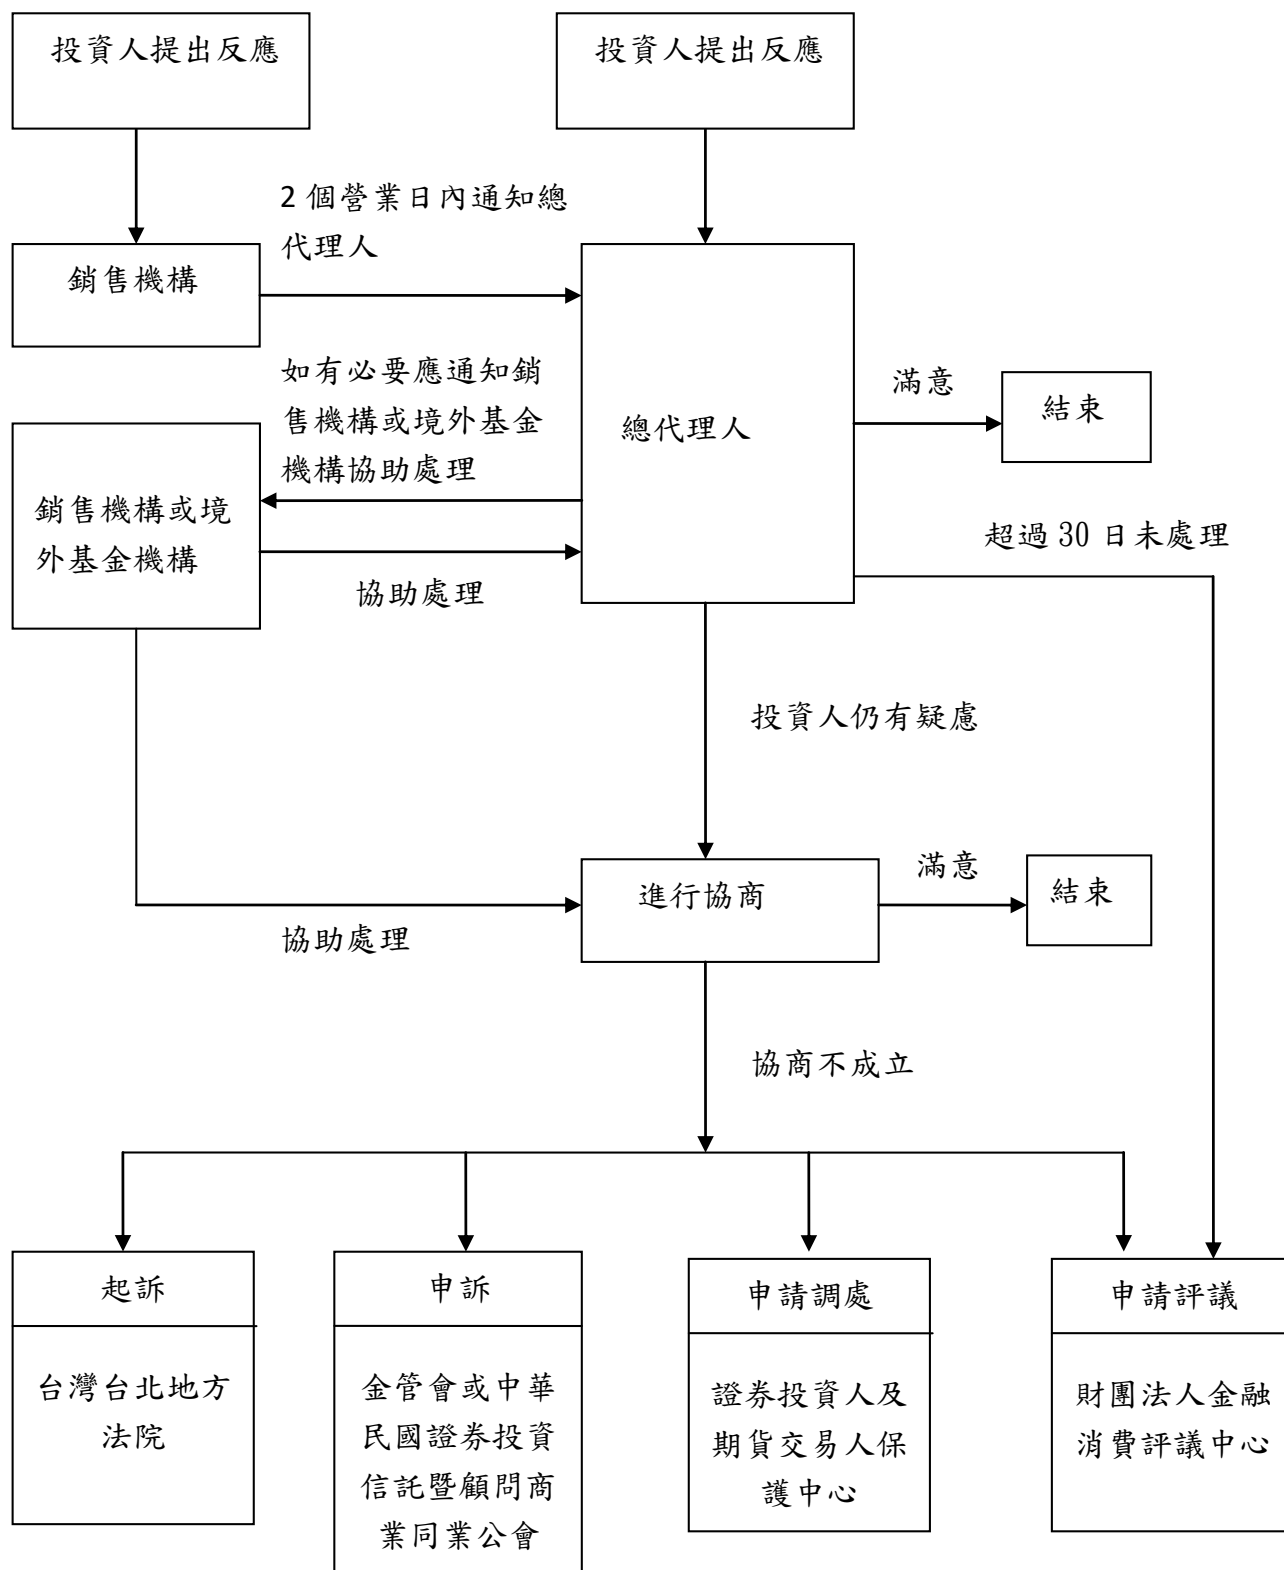 投資人提出反應
投資人提出反應
2 個營業日內通知總
代理人
銷售機構
如有必要應通知銷
售機構或境外基金
機構協助處理
總代理人
滿意
結束
銷售機構或境
外基金機構
超過 30 日未處理
協助處理
投資人仍有疑慮
進行協商
滿意
結束
協助處理
協商不成立
起訴
台灣台北地方
法院
申訴
金管會或中華
民國證券投資
信託暨顧問商
業同業公會
申請調處
證券投資人及
期貨交易人保
護中心
申請評議
財團法人金融
消費評議中心